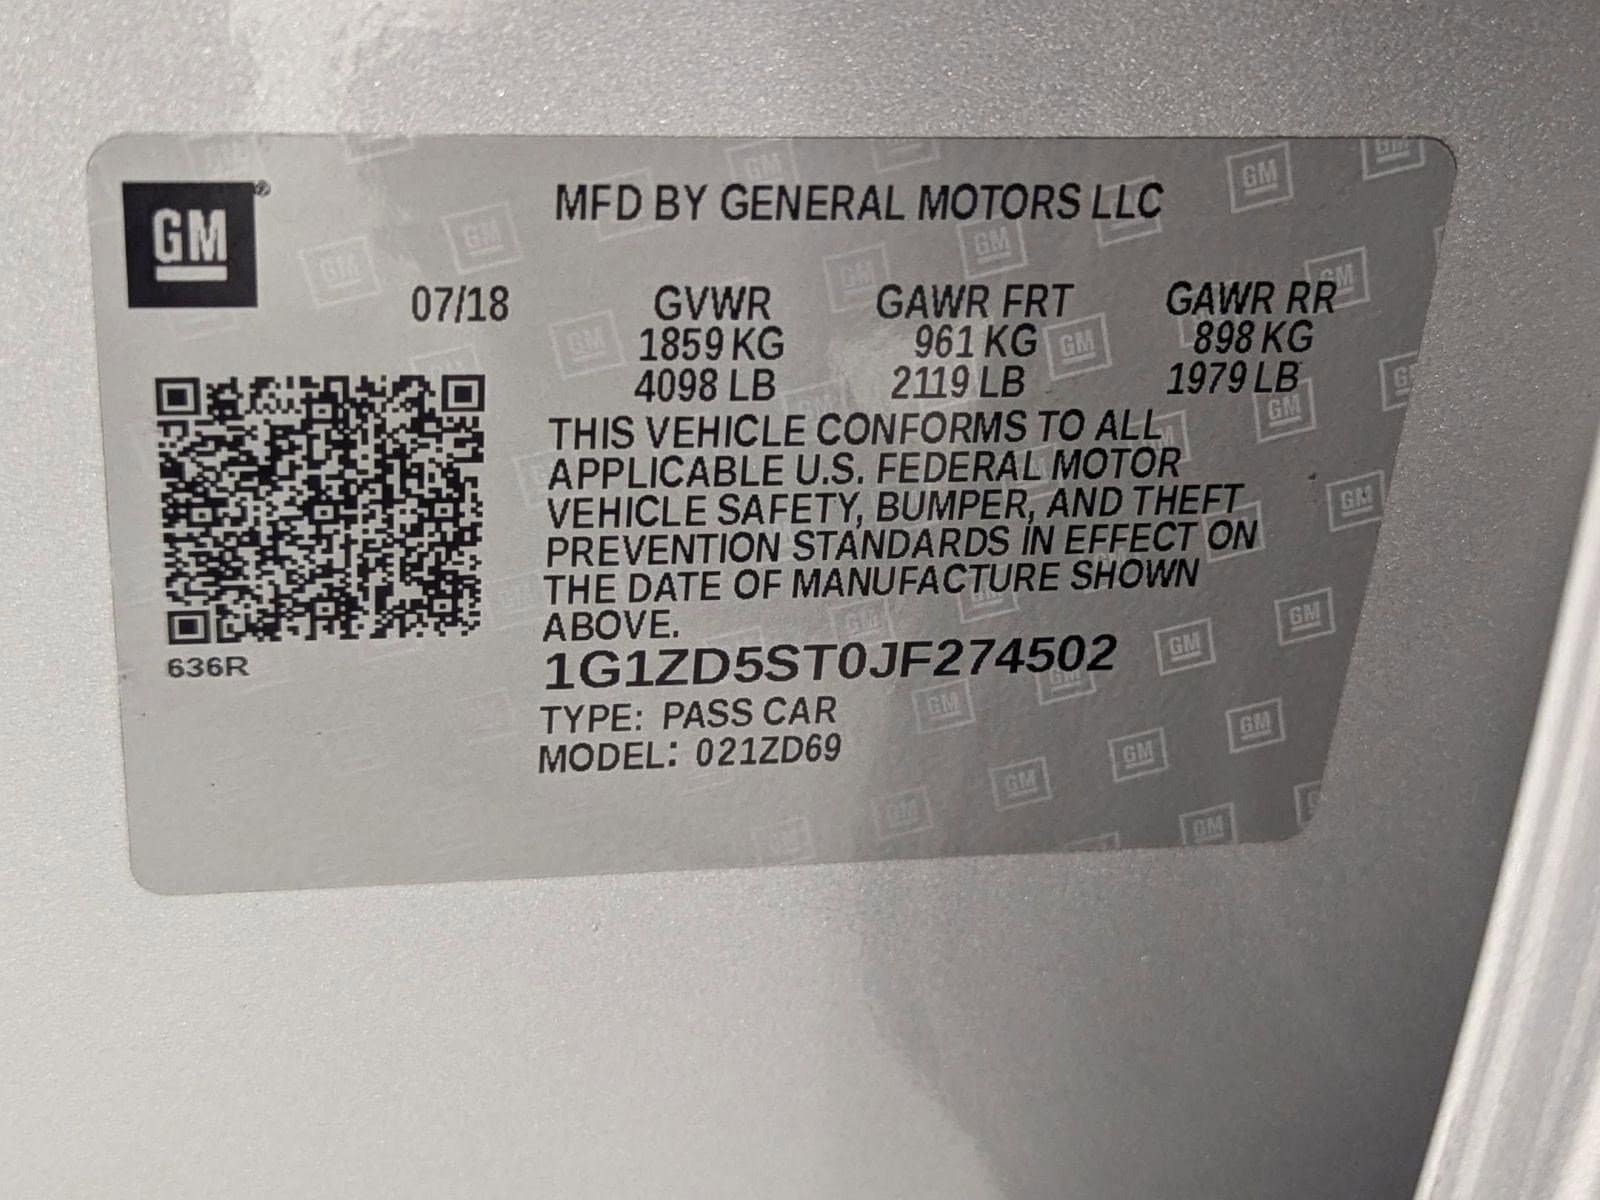 GM®
MFD BY GENERAL MOTORS LLC
07/18 GVWR GAWR FRT GAWR RR
1859 KG 961 KG 898 KG
4098 LB 2119 LB 1979 LB
THIS VEHICLE CONFORMS TO ALL
APPLICABLE U.S. FEDERAL MOTOR
VEHICLE SAFETY, BUMPER, AND THEFT
PREVENTION STANDARDS IN EFFECT ON
THE DATE OF MANUFACTURE SHOWN
ABOVE.
636R
1G1ZD5ST0JF274502
TYPE: PASS CAR
MODEL: 021ZD69